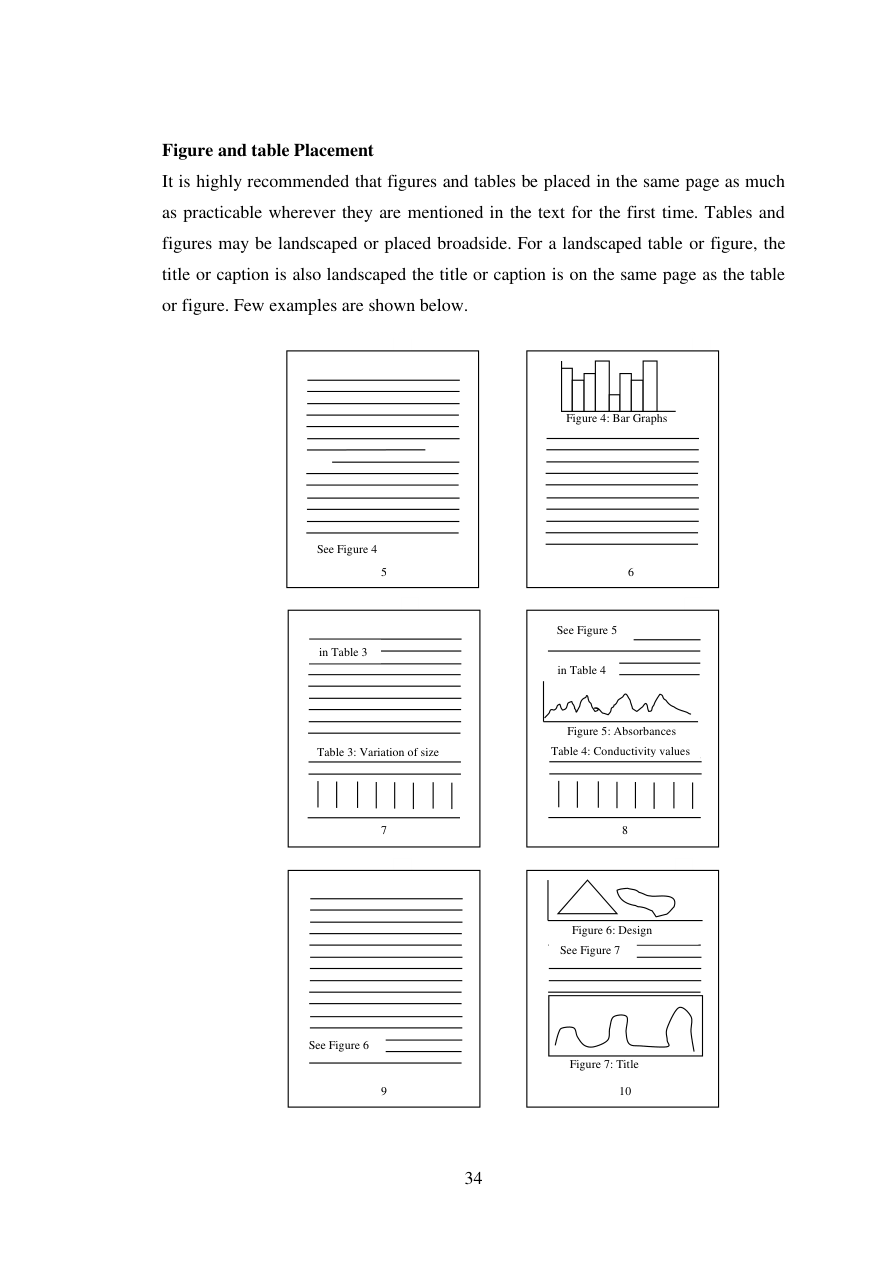 Figure and table Placement
It is highly recommended that figures and tables be placed in the same page as much
as practicable wherever they are mentioned in the text for the first time. Tables and
figures may be landscaped or placed broadside. For a landscaped table or figure, the
title or caption is also landscaped the title or caption is on the same page as the table
or figure. Few examples are shown below.
See Figure 4
5
Figure 4: Bar Graphs
6
in Table 3
Table 3: Variation of size
7
See Figure 5
in Table 4
Figure 5: Absorbances
Table 4: Conductivity values
8
See Figure 6
9
Figure 6: Design
See Figure 7
Figure 7: Title
10
34